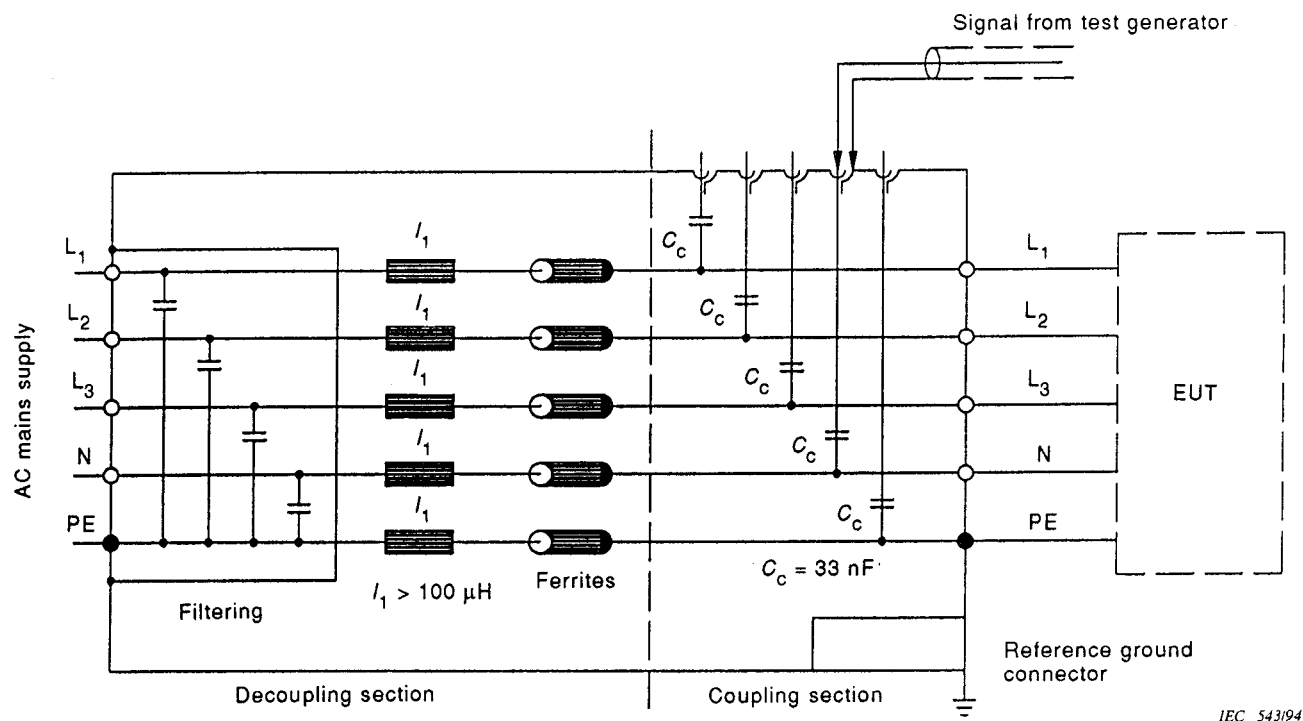 Signal from test generator
L1
l1
Cc
L1
L2
l1
Cc
L2
L3
l1
Cc
L3
EUT
AC mains supply
N
l1
Cc
N
PE
l1
Cc
PE
l1 > 100 μH
Ferrites
Cc = 33 nF
Filtering
Reference ground
connector
Decoupling section
Coupling section
IEC 543/94